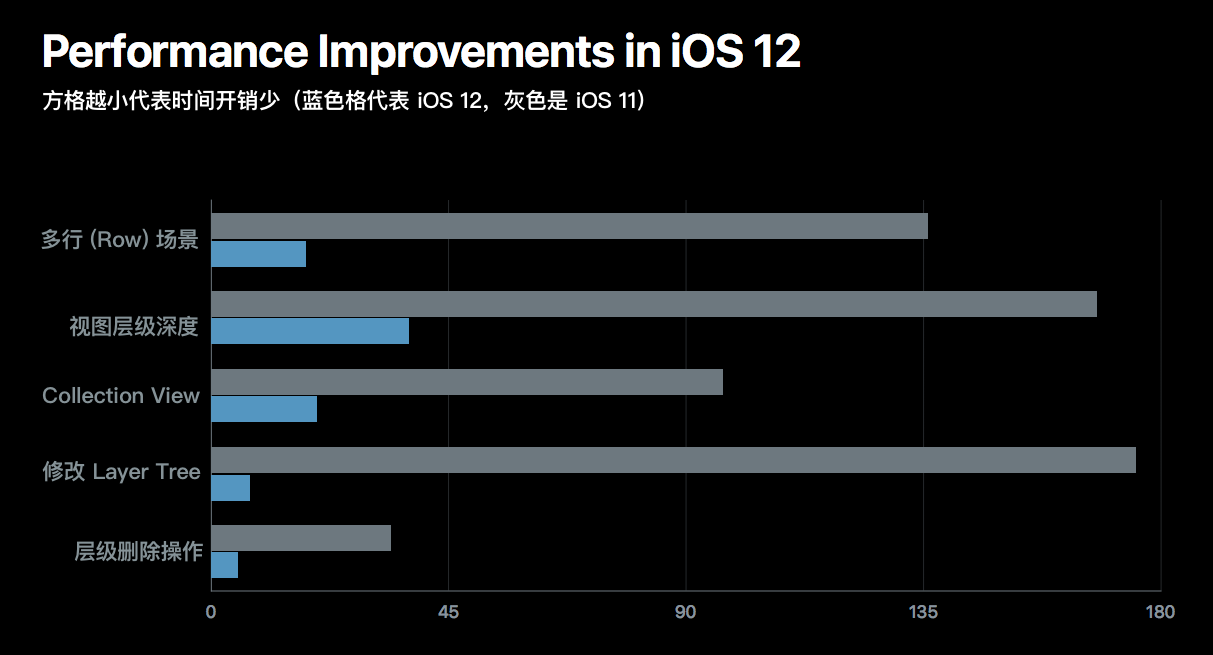 Performance Improvements in iOS 12
方格越小代表时间开销少（蓝色格代表 iOS 12，灰色是 iOS 11）
多行 (Row) 场景
视图层级深度
Collection View
修改 Layer Tree
层级删除操作
0 45 90 135 180